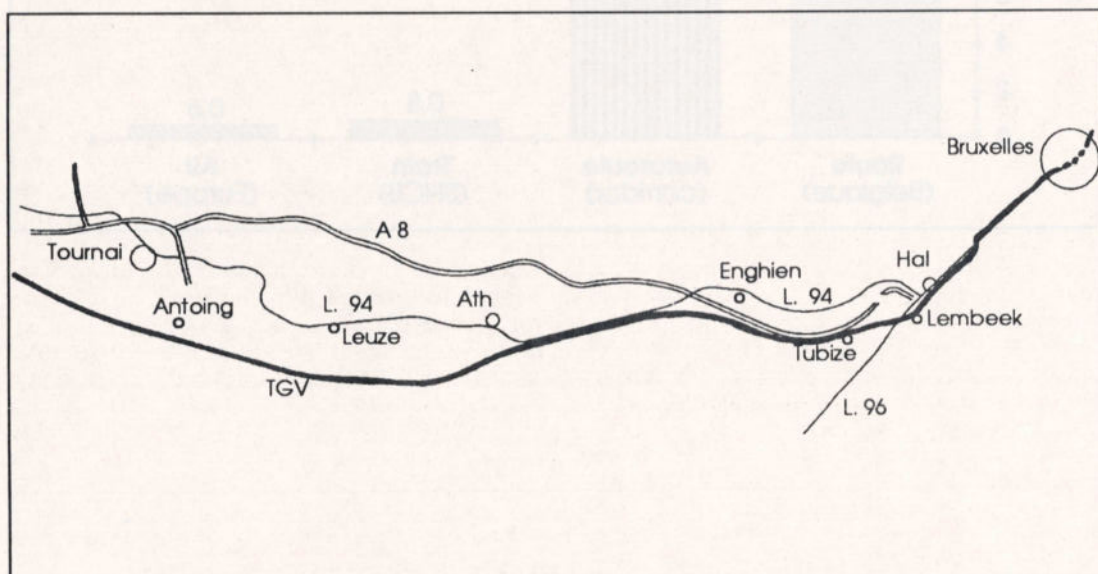 Bruxelles
A 8
Tournai
Enghien
Hal
L. 94
Antoing
L. 94
Ath
Leuze
Lembeek
Tubize
TGV
L. 96